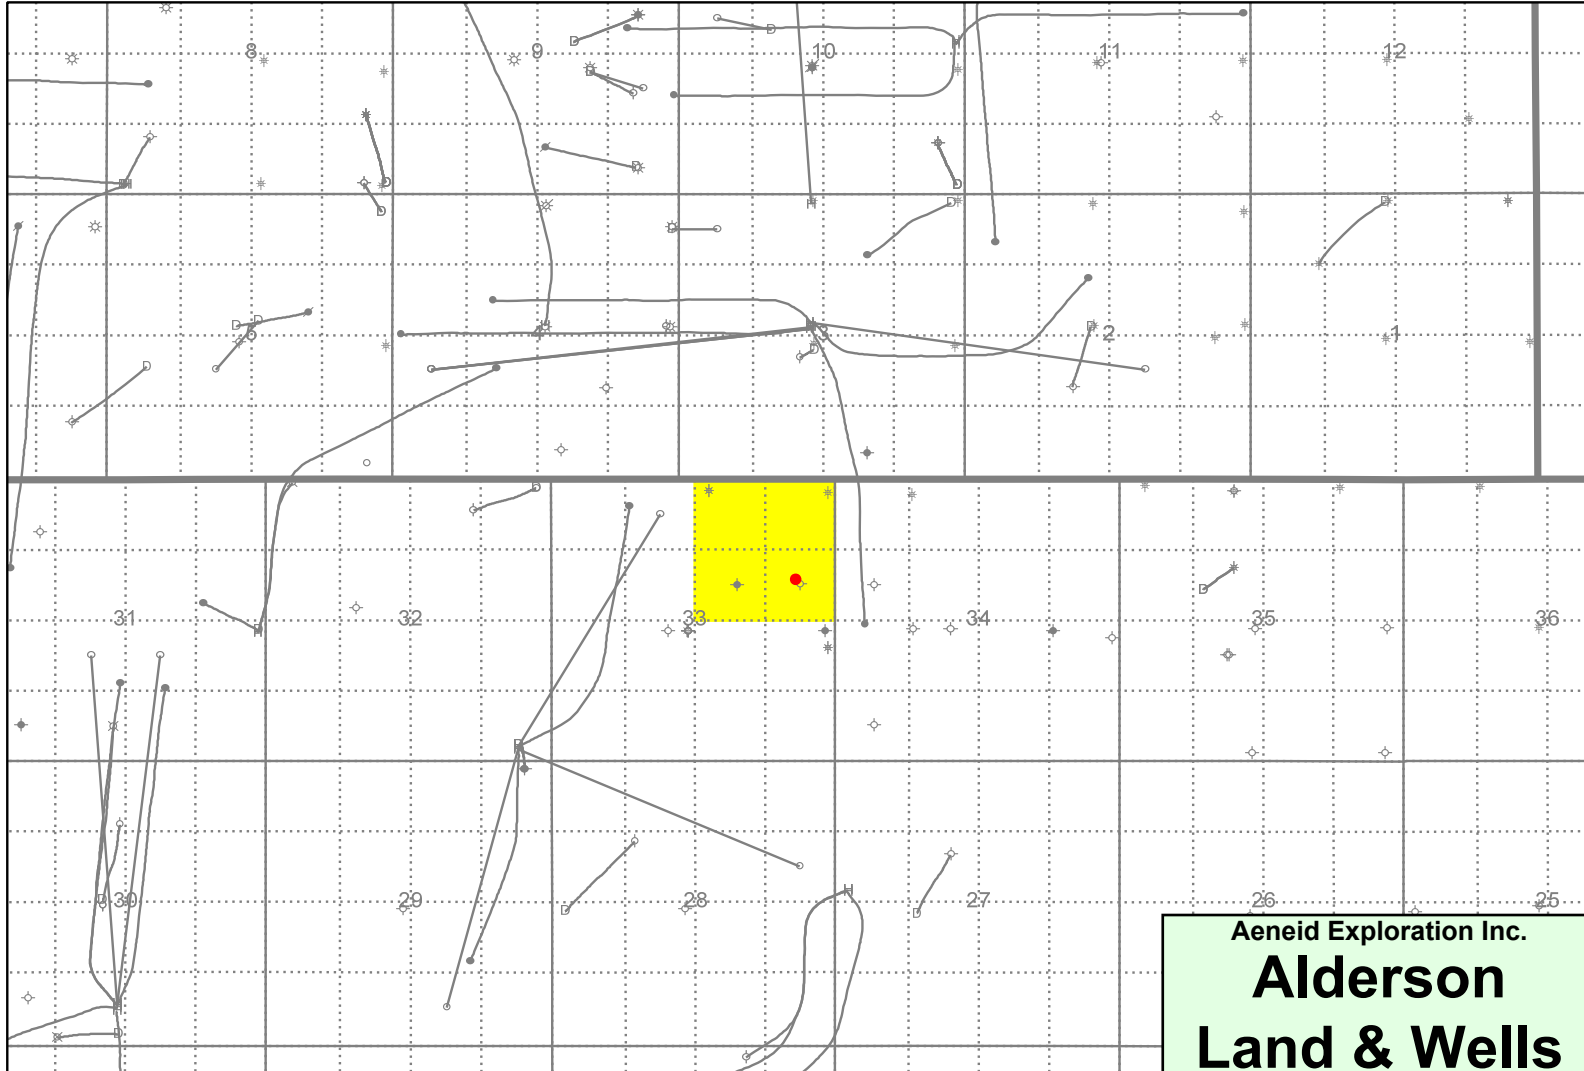 8 9 10 11 12
5 4 3 2 1
31 32 33 34 35 36
30 29 28 27 26 25
D D D D D D D D H H
Aeneid Exploration Inc.
Alderson
Land & Wells